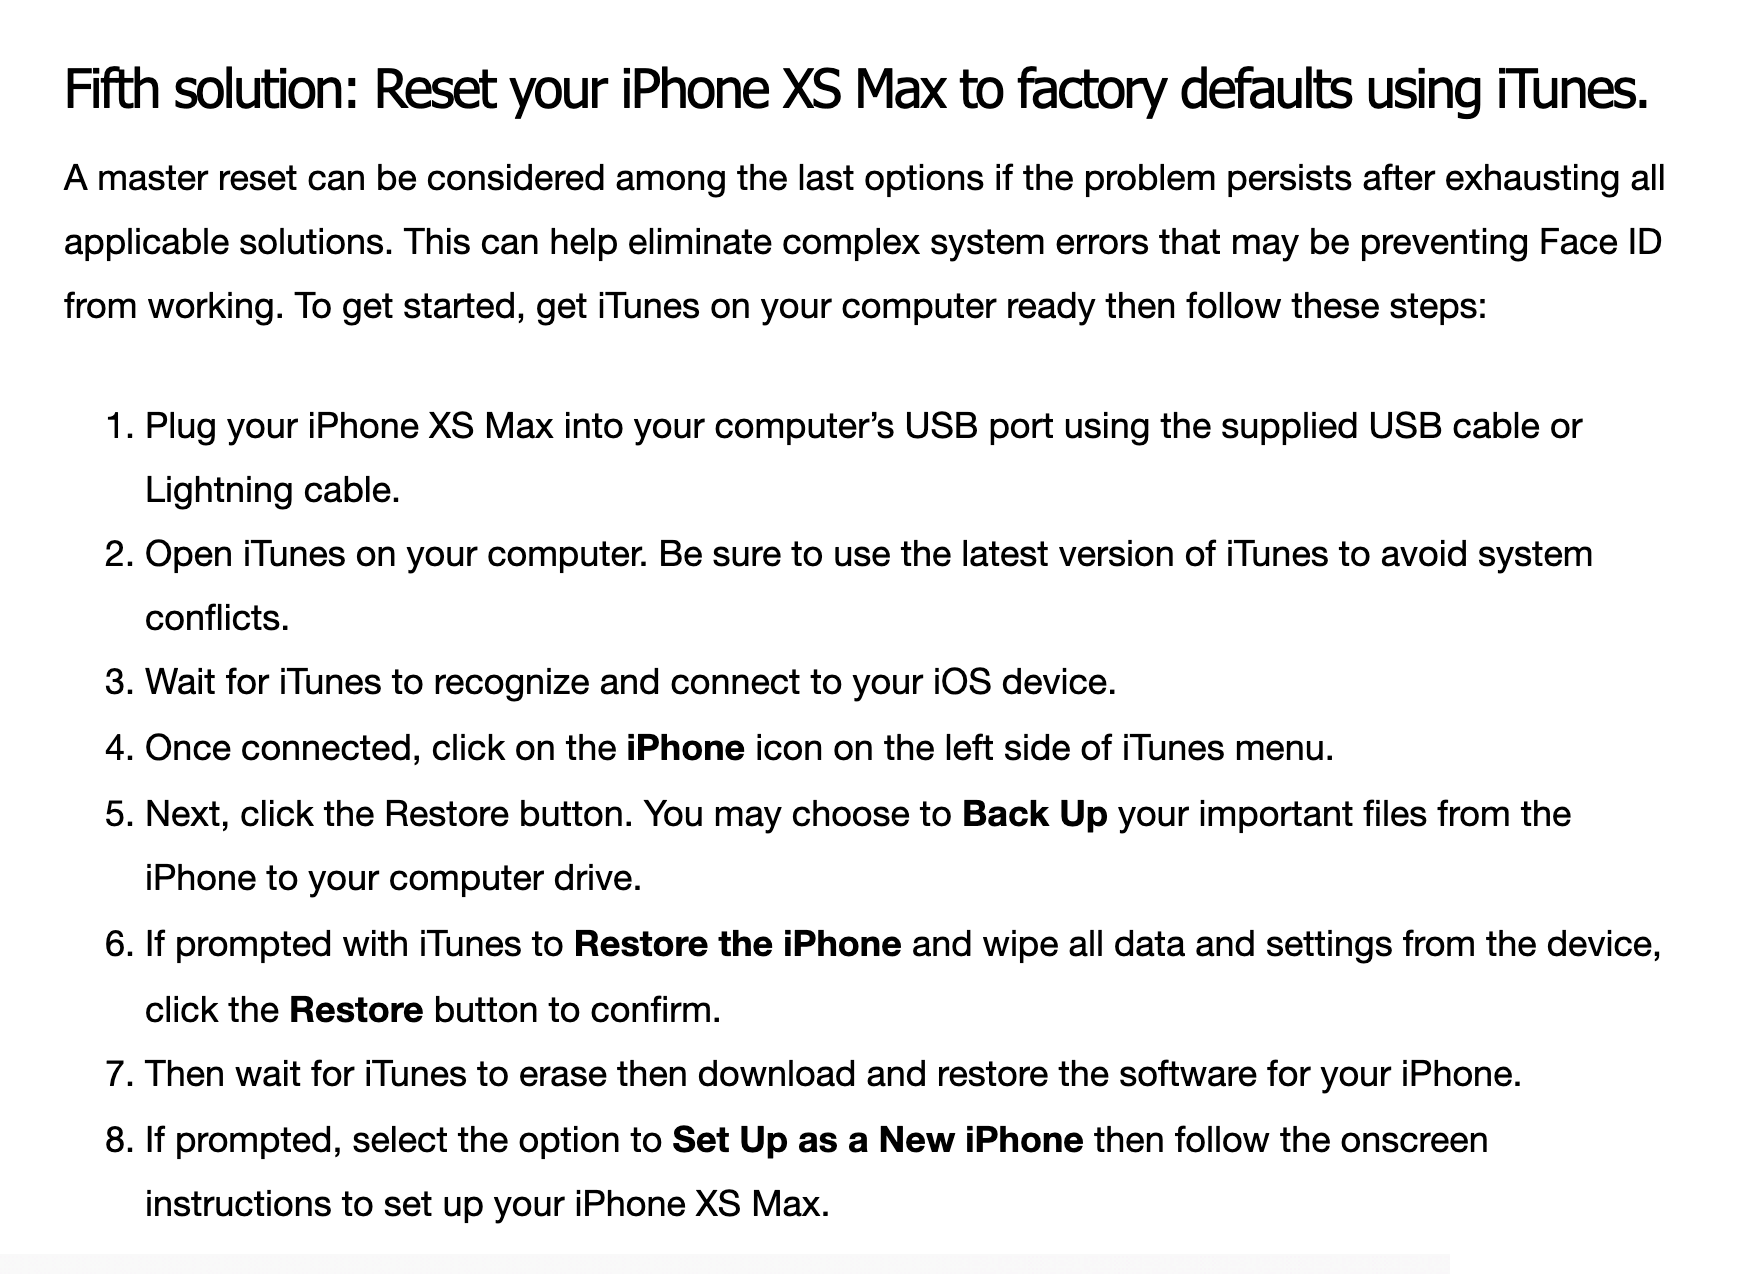 Fifth solution: Reset your iPhone XS Max to factory defaults using iTunes.
A master reset can be considered among the last options if the problem persists after exhausting all
applicable solutions. This can help eliminate complex system errors that may be preventing Face ID
from working. To get started, get iTunes on your computer ready then follow these steps:
1. Plug your iPhone XS Max into your computer’s USB port using the supplied USB cable or
Lightning cable.
2. Open iTunes on your computer. Be sure to use the latest version of iTunes to avoid system
conflicts.
3. Wait for iTunes to recognize and connect to your iOS device.
4. Once connected, click on the iPhone icon on the left side of iTunes menu.
5. Next, click the Restore button. You may choose to Back Up your important files from the
iPhone to your computer drive.
6. If prompted with iTunes to Restore the iPhone and wipe all data and settings from the device,
click the Restore button to confirm.
7. Then wait for iTunes to erase then download and restore the software for your iPhone.
8. If prompted, select the option to Set Up as a New iPhone then follow the onscreen
instructions to set up your iPhone XS Max.